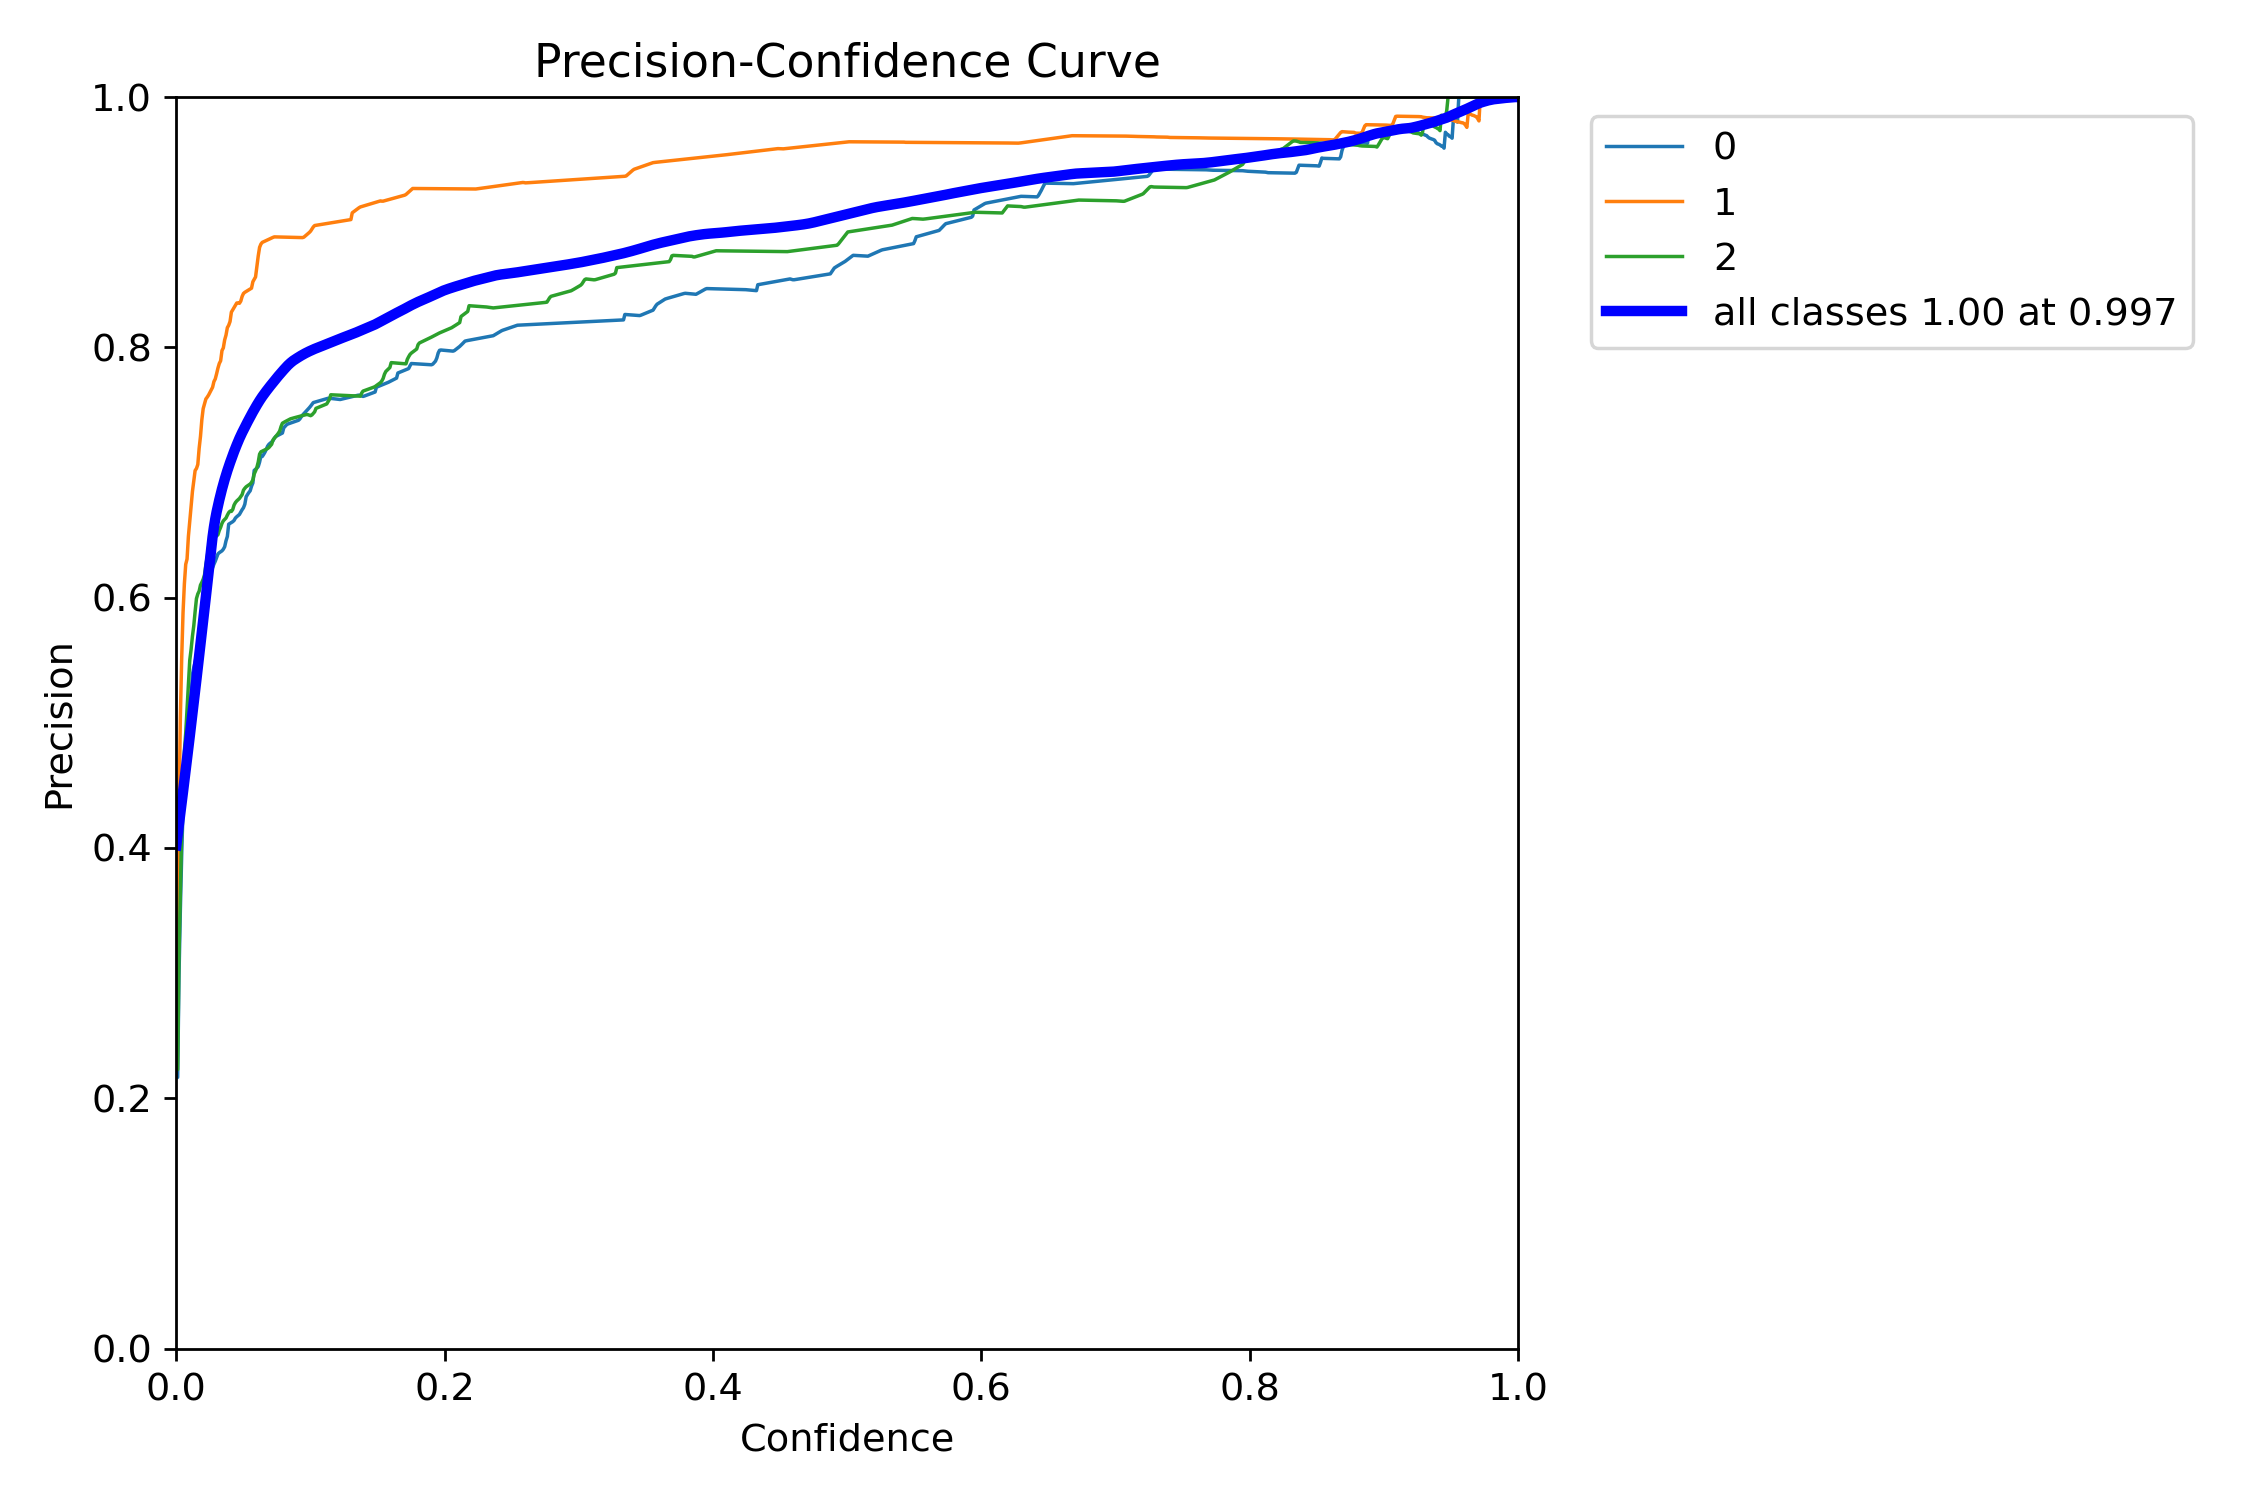 Precision-Confidence Curve
1.0
0.8
0.6
0.4
0.2
0.0
Precision
0.0 0.2 0.4 0.6 0.8 1.0
Confidence
0
1
2
all classes 1.00 at 0.997